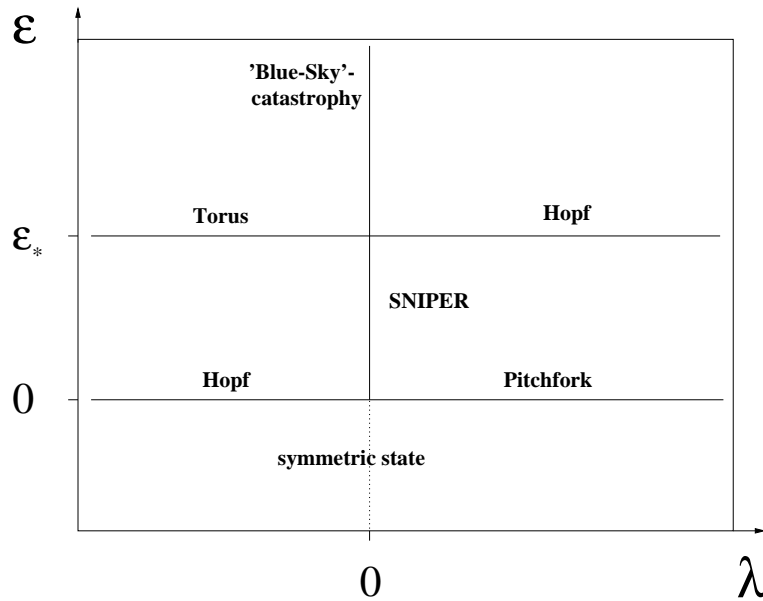 ε
'Blue-Sky'-
catastrophy
Torus
Hopf
ε*
SNIPER
Hopf
Pitchfork
0
symmetric state
0
λ